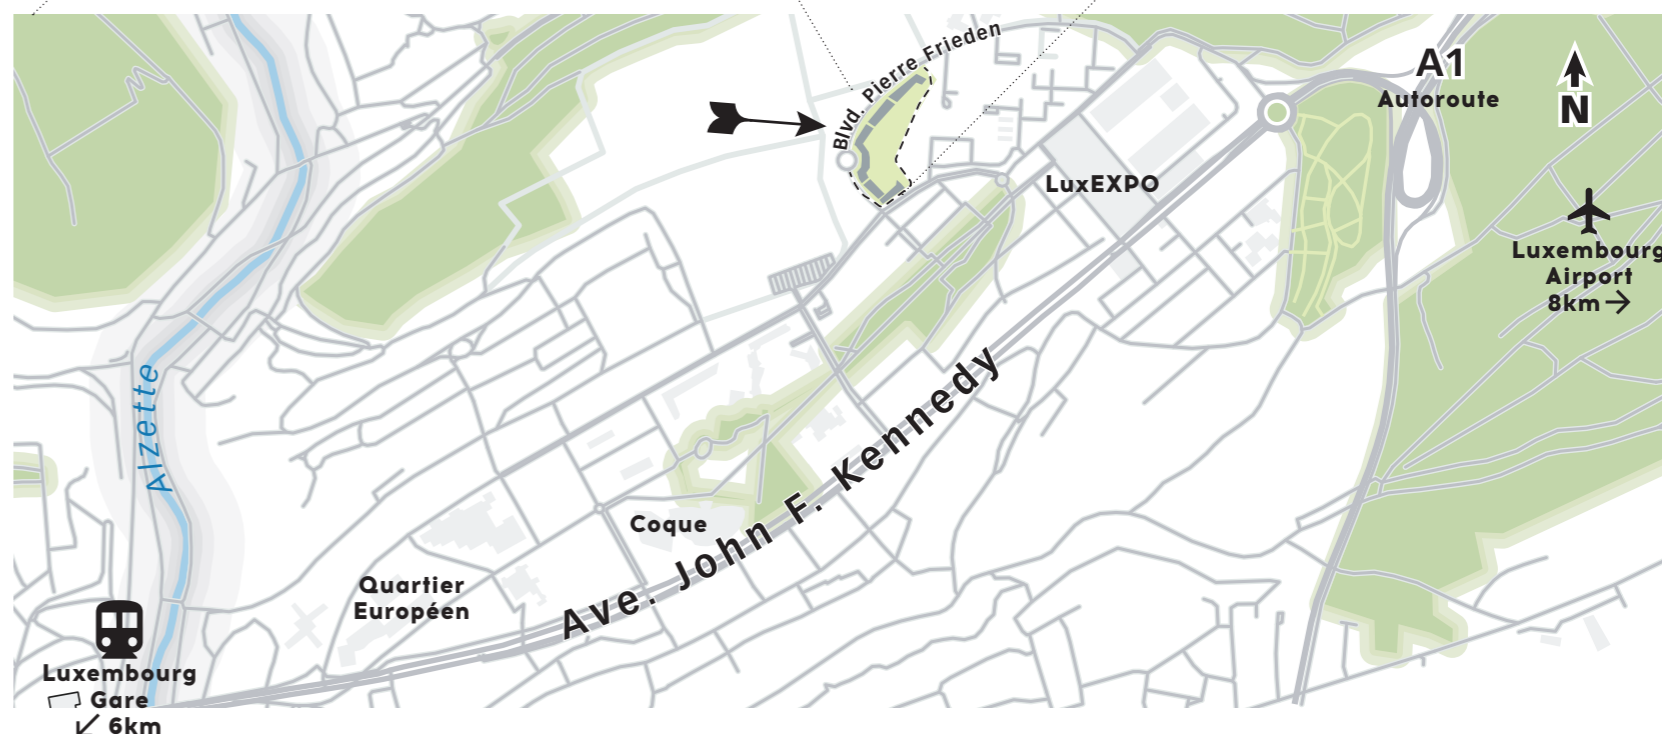 Blvd. Pierre Frieden
A1
Autoroute
N
LuxEXPO
Luxembourg
Airport
8km→
Alzette
Ave. John F. Kennedy
Coque
Quartier
Européen
Luxembourg
Gare
↙ 6km